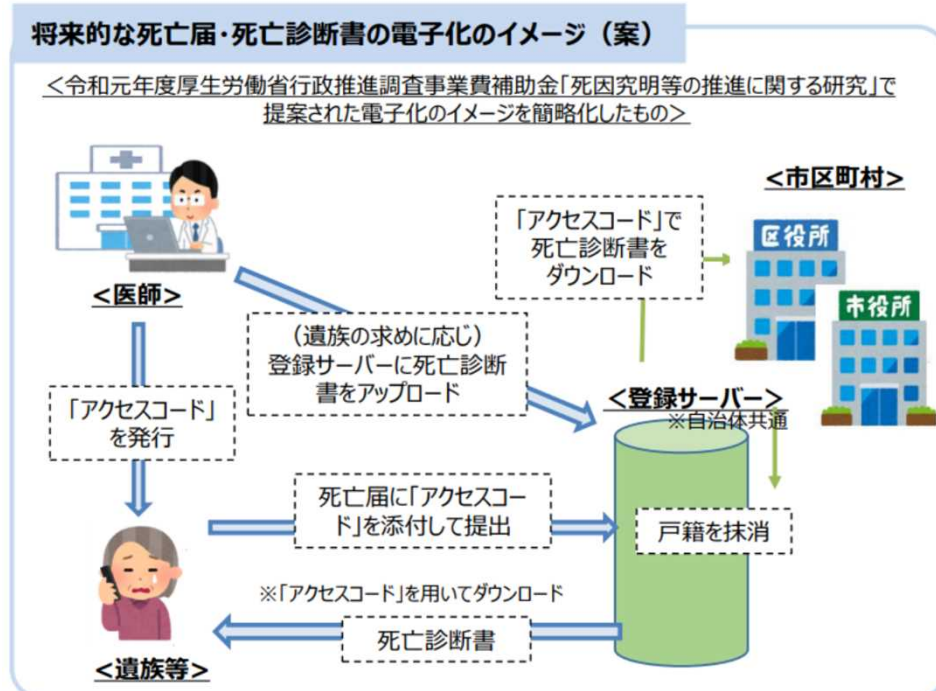 将来的な死亡届・死亡診断書の電子化のイメージ（案）
＜令和元年度厚生労働省行政推進調査事業費補助金「死因究明等の推進に関する研究」で
提案された電子化のイメージを簡略化したもの＞
＜市区町村＞
「アクセスコード」で
死亡診断書を
ダウンロード
区役所
市役所
＜医師＞
（遺族の求めに応じ）
登録サーバーに死亡診断
書をアップロード
＜登録サーバー＞
※自治体共通
「アクセスコード」
を発行
死亡届に「アクセスコー
ド」を添付して提出
戸籍を抹消
※「アクセスコード」を用いてダウンロード
死亡診断書
＜遺族等＞